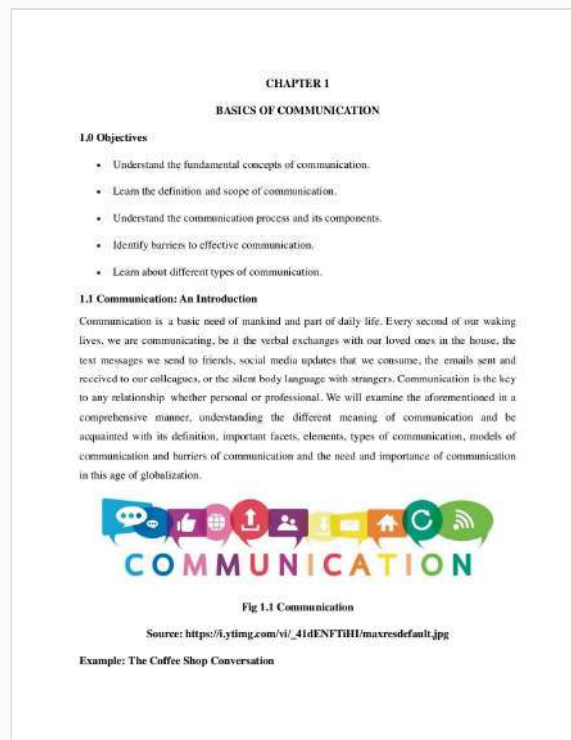 CHAPTER 1
BASICS OF COMMUNICATION
1.0 Objectives
• Understand the fundamental concepts of communication.
• Learn the definition and scope of communication.
• Understand the communication process and its components.
• Identify barriers to effective communication.
• Learn about different types of communication.
1.1 Communication: An Introduction
Communication is a basic need of mankind and part of daily life. Every second of our waking
lives, we are communicating, be it the verbal exchanges with our loved ones in the house, the
text messages we send to friends, social media updates that we consume, the emails sent and
received to our colleagues, or the silent body language with strangers. Communication is the key
to any relationship whether personal or professional. We will examine the aforementioned in a
comprehensive manner, understanding the different meaning of communication and be
acquainted with its definition, important facets, elements, types of communication, models of
communication and barriers of communication and the need and importance of communication
in this age of globalization.
COMMUNICATION
Fig 1.1 Communication
Source: https://i.ytimg.com/vi/_41dENFTiHI/maxresdefault.jpg
Example: The Coffee Shop Conversation